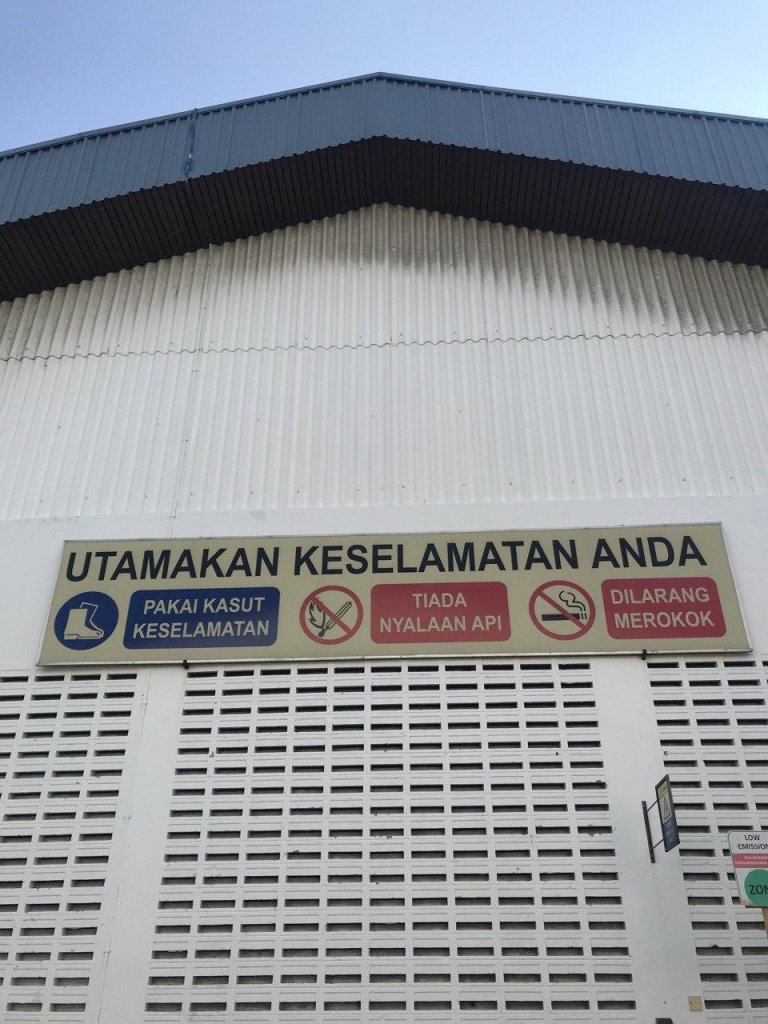 UTAMAKAN KESELAMATAN ANDA
PAKAI KASUT
KESELAMATAN
TIADA
NYALAAN API
DILARANG
MEROKOK
LOW
EMISSION